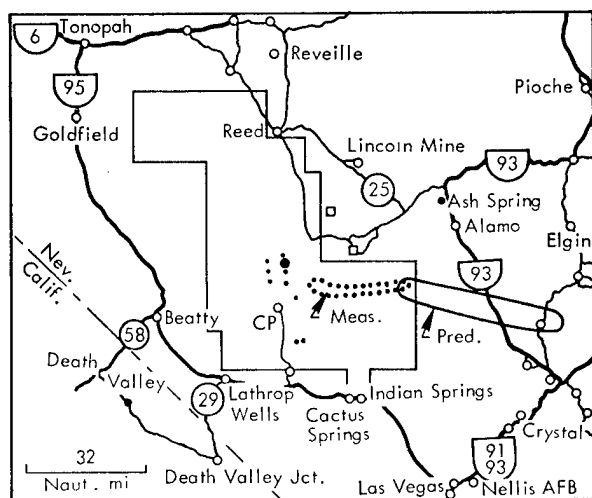 6
Tonopah
Reveille
95
Pioche
Goldfield
Reed
Lincoln Mine
93
25
Ash Spring
Alamo
Elgin
Nev.
Calif.
93
CP
Meas.
Pred.
Beatty
58
Death
Valley
29
Lathrop
Wells
Cactus
Springs
Indian Springs
Crystal
32
Naut. mi
Death Valley Jct.
91
93
Las Vegas
Nellis AFB